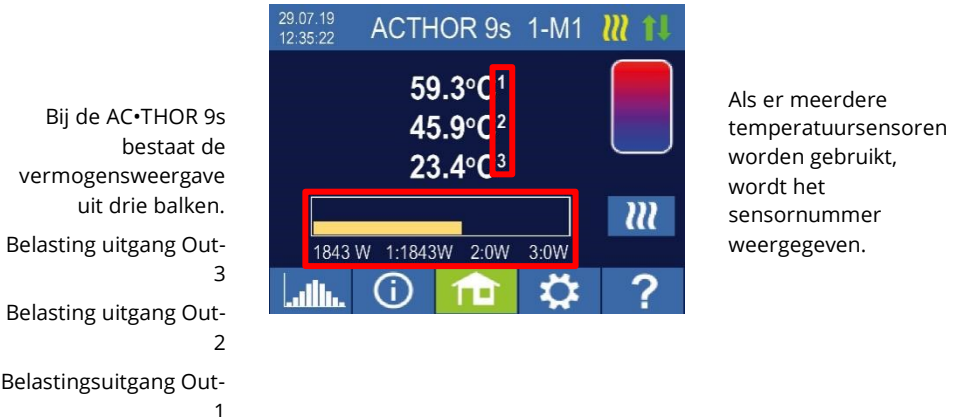 Bij de AC•THOR 9s
bestaat de
vermogensweergave
uit drie balken.
Belasting uitgang Out-
3
Belasting uitgang Out-
2
Belastingsuitgang Out-
1
29.07.19
12:35:22
ACTHOR 9s 1-M1
59.3°C 1
45.9°C 2
23.4°C 3
1843 W 1:1843W 2:0W 3:0W
i
?
Als er meerdere
temperatuursensoren
worden gebruikt,
wordt het
sensornummer
weergegeven.